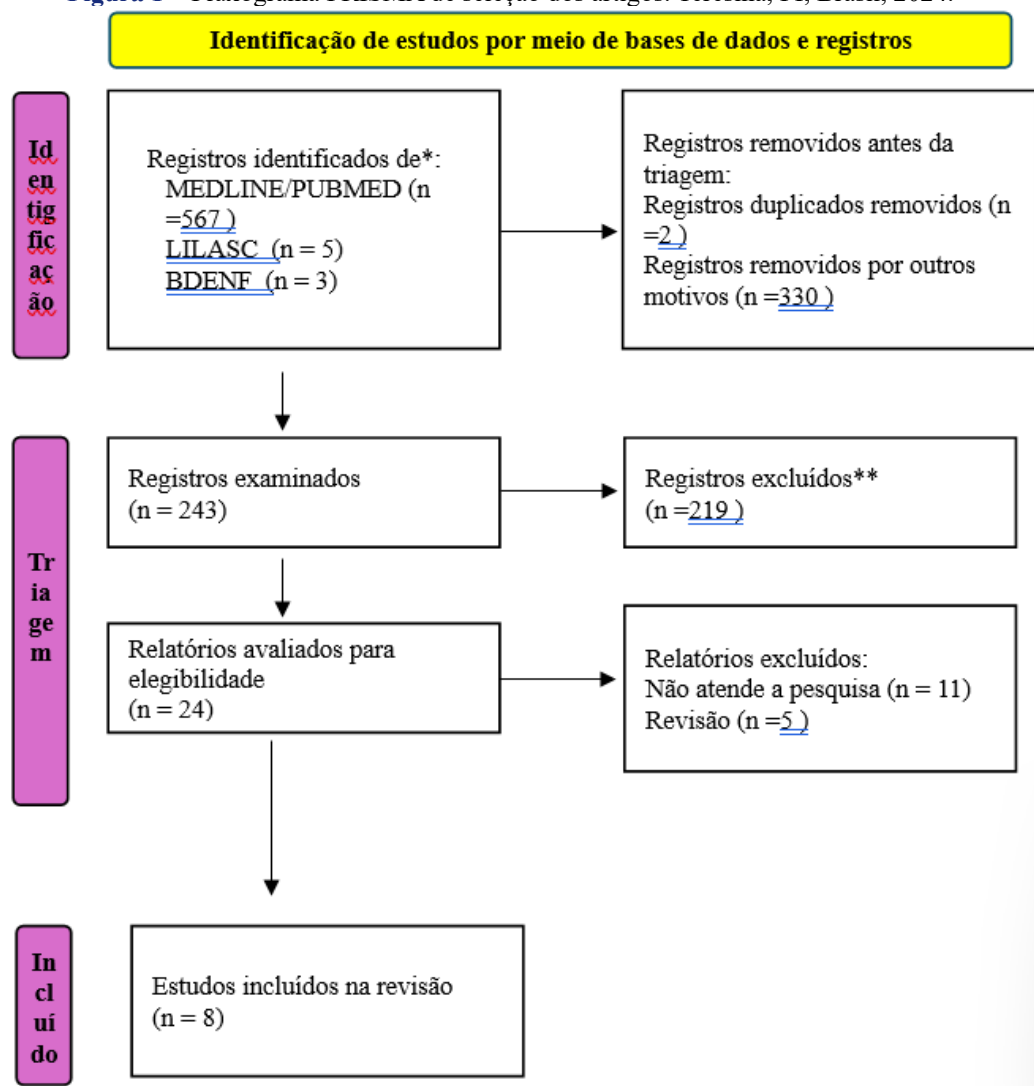 Identificação de estudos por meio de bases de dados e registros
Id
en
tig
fic
aç
ão
Registros identificados de*:
MEDLINE/PUBMED (n
=567 )
LILASC (n = 5)
BDENF (n = 3)
Registros removidos antes da
triagem:
Registros duplicados removidos (n
=2 )
Registros removidos por outros
motivos (n =330 )
Tr
ia
ge
m
Registros examinados
(n = 243)
Registros excluídos**
(n =219 )
Relatórios avaliados para
elegibilidade
(n = 24)
Relatórios excluídos:
Não atende a pesquisa (n = 11)
Revisão (n =5 )
In
cl
uí
do
Estudos incluídos na revisão
(n = 8)